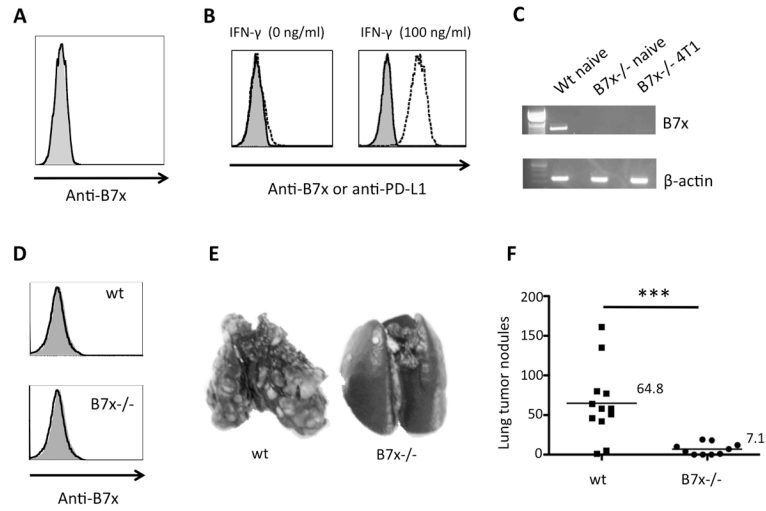 A
Anti-B7x
B
IFN-γ (0 ng/ml)
IFN-γ (100 ng/ml)
Anti-B7x or anti-PD-L1
C
Wt naive
B7x-/- naive
B7x-/- 4T1
B7x
β-actin
D
wt
B7x-/-
Anti-B7x
E
wt
B7x-/-
F
Lung tumor nodules
200
150
100
50
0
***
64.8
7.1
wt
B7x-/-